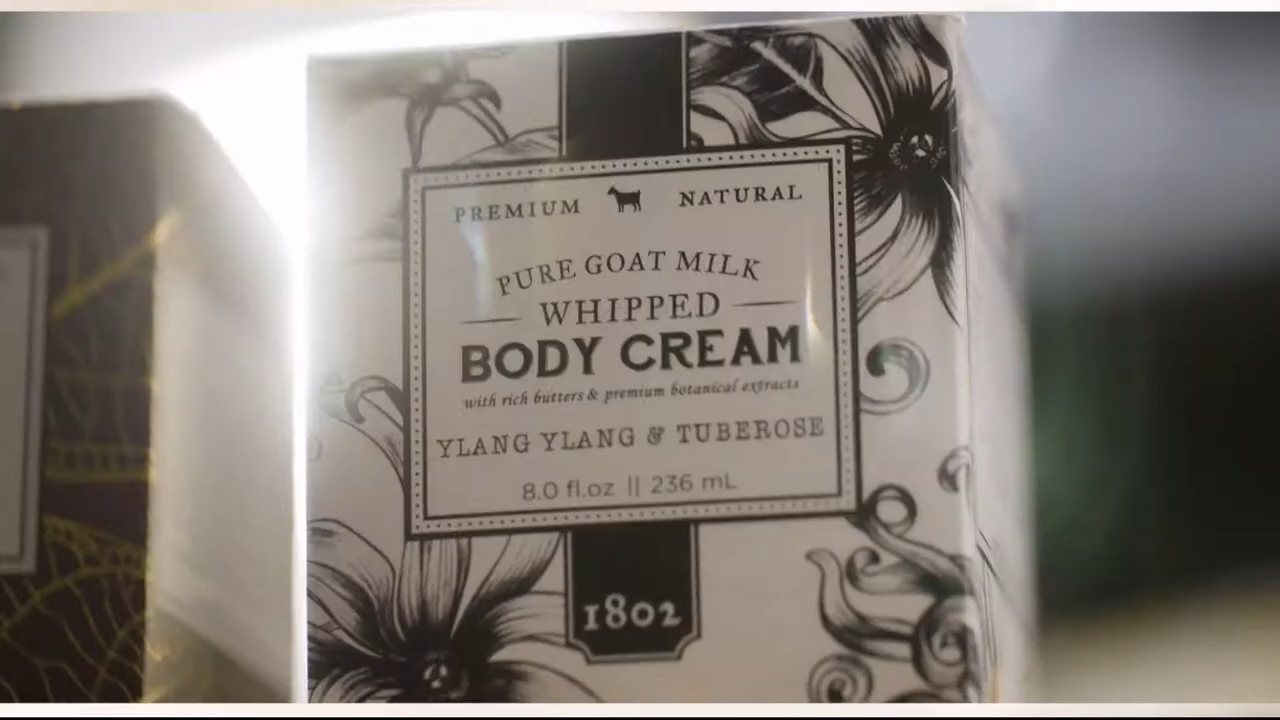 PREMIUM NATURAL
PURE GOAT MILK
WHIPPED
BODY CREAM
with rich butters & premium botanical extracts
YLANG YLANG & TUBEROSE
8.0 fl.oz || 236 mL
1802